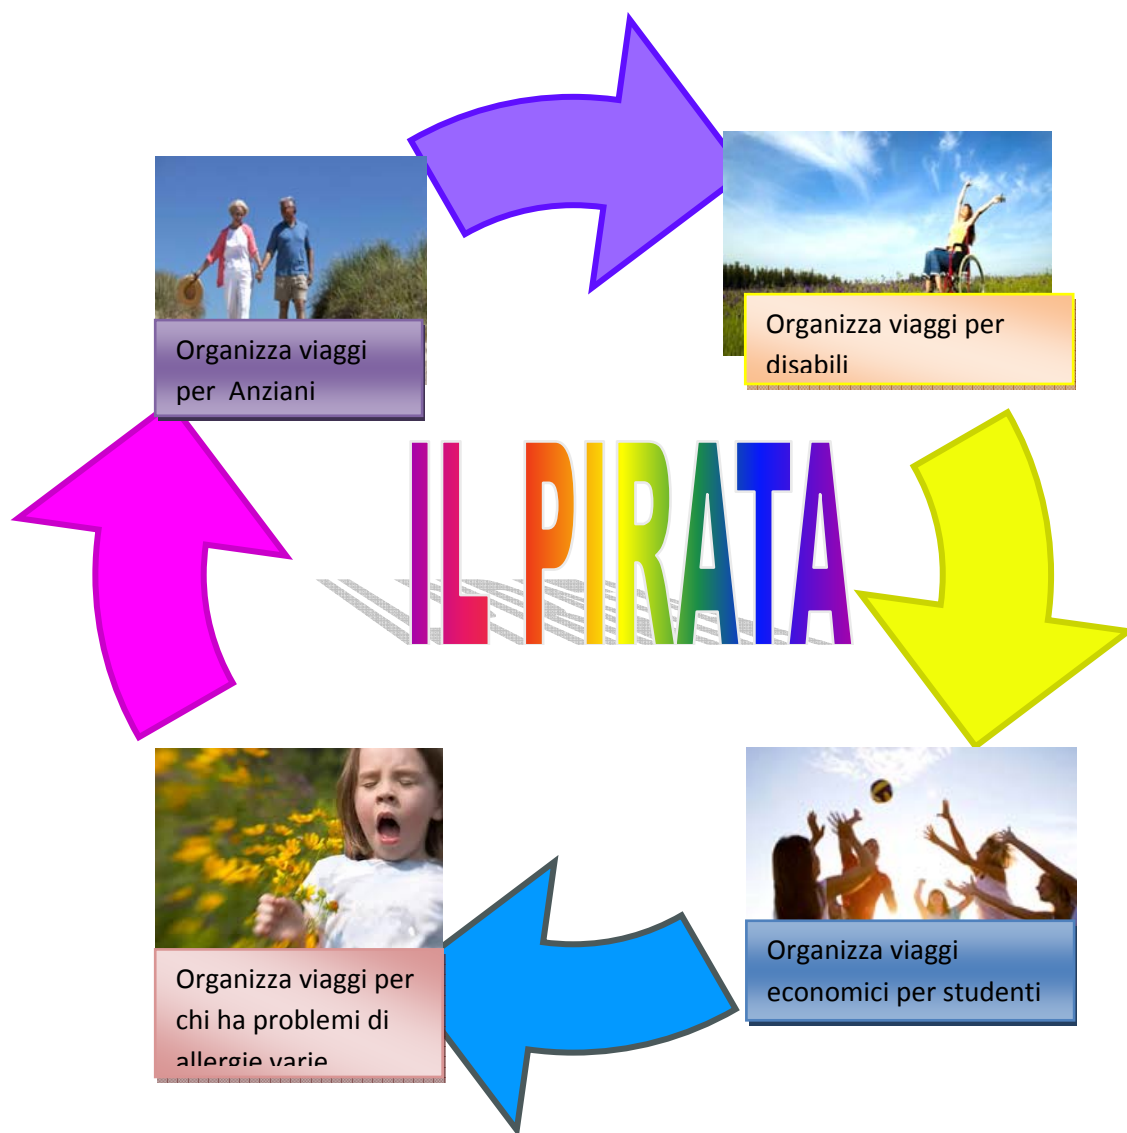 Organizza viaggi
per  Anziani
Organizza viaggi per
disabili
IL PIRATA
Organizza viaggi
economici per studenti
Organizza viaggi per
chi ha problemi di
allergie varie